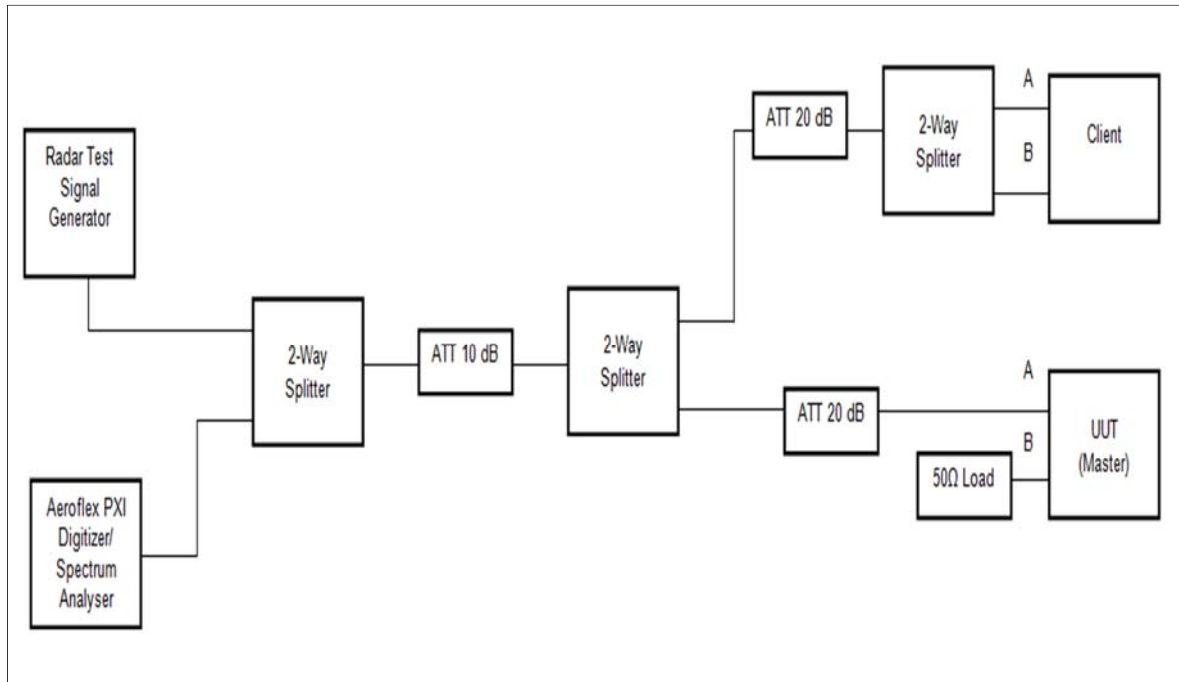 Radar Test
Signal
Generator
Aeroflex PXI
Digitizer/
Spectrum
Analyser
2-Way
Splitter
ATT 10 dB
2-Way
Splitter
ATT 20 dB
2-Way
Splitter
A
B
Client
ATT 20 dB
A
B
50Ω Load
UUT
(Master)